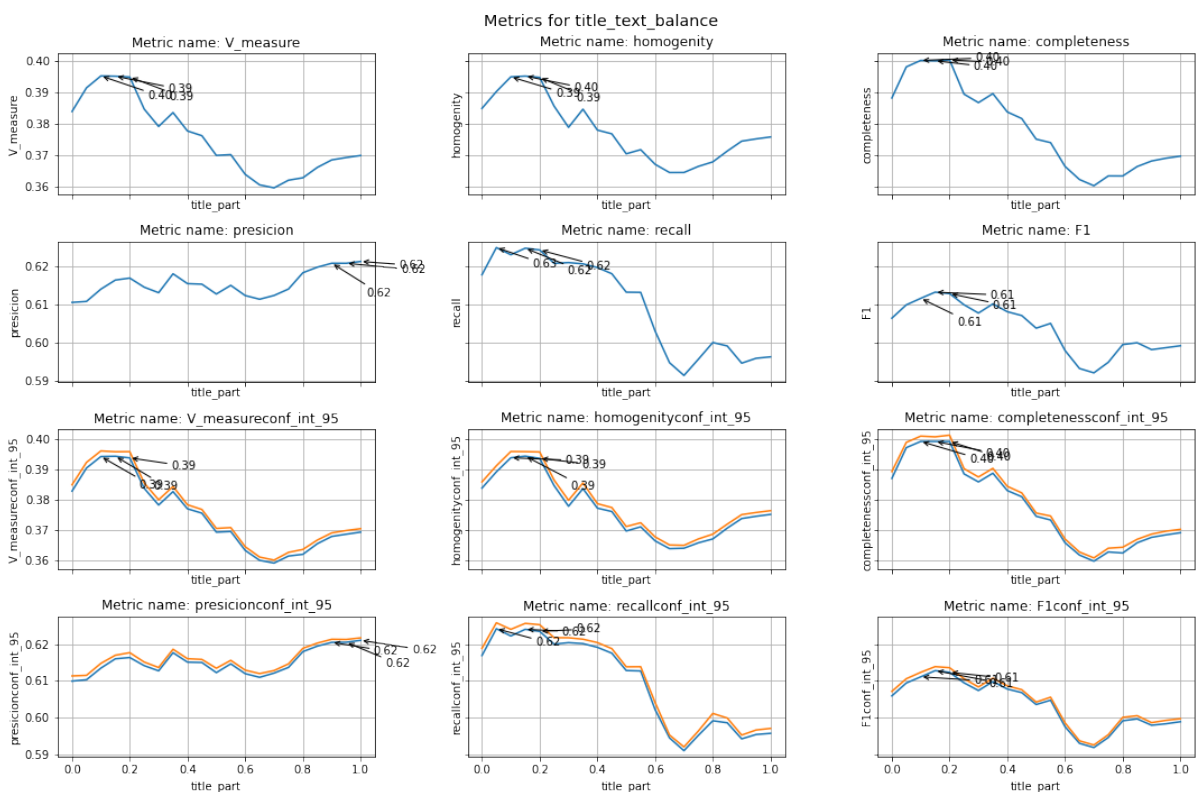 Metrics for title_text_balance
Metric name: V_measure
Metric name: homogenity
Metric name: completeness
0.40
0.39
0.38
0.37
0.36
V_measure
homogenity
completeness
0.40
0.39
0.39
0.39
0.40
0.39
0.40
0.40
0.40
title_part
title_part
title_part
Metric name: presicion
Metric name: recall
Metric name: F1
0.62
0.61
0.60
0.59
presicion
recall
F1
0.62
0.62
0.62
0.63
0.62
0.62
0.61
0.61
0.61
title_part
title_part
title_part
Metric name: V_measureconf_int_95
Metric name: homogenityconf_int_95
Metric name: completenessconf_int_95
0.40
0.39
0.38
0.37
0.36
V_measureconf_int_95
homogenityconf_int_95
completenessconf_int_95
0.39
0.39
0.39
0.39
0.39
0.39
0.40
0.40
0.40
title_part
title_part
title_part
Metric name: presicionconf_int_95
Metric name: recallconf_int_95
Metric name: F1conf_int_95
0.62
0.61
0.60
0.59
presicionconf_int_95
recallconf_int_95
F1conf_int_95
0.62
0.62
0.62
0.62
0.62
0.62
0.61
0.61
0.61
0.0 0.2 0.4 0.6 0.8 1.0
0.0 0.2 0.4 0.6 0.8 1.0
0.0 0.2 0.4 0.6 0.8 1.0
title_part
title_part
title_part